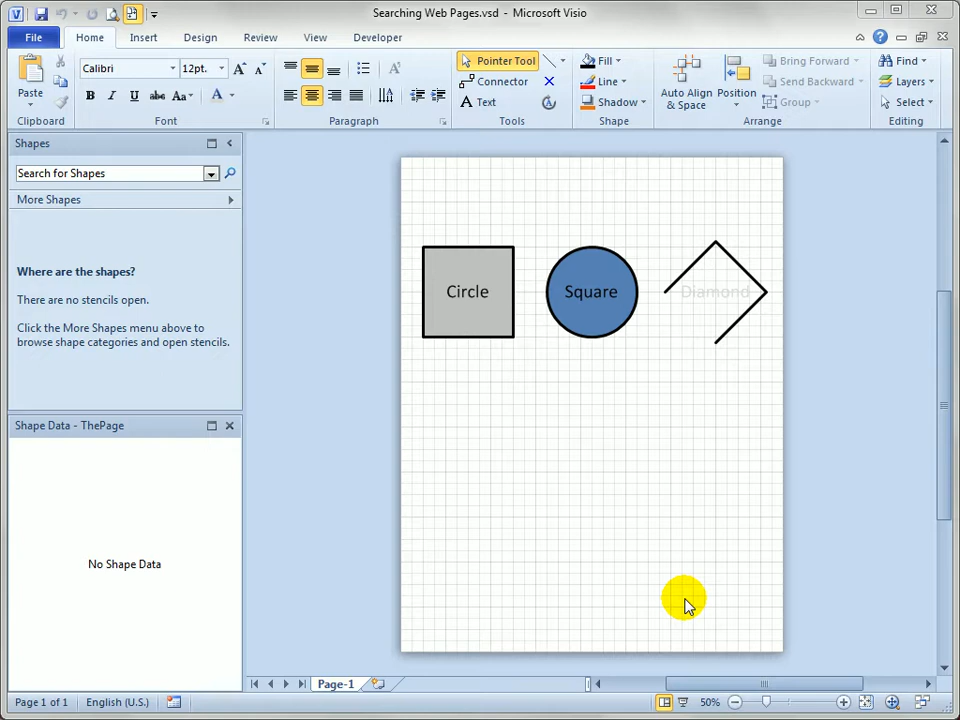 Searching Web Pages.vsd - Microsoft Visio
File Home Insert Design Review View Developer
Paste
Clipboard
Calibri 12pt.
B I U abc Aa A
Font
Paragraph
Pointer Tool
Connector
A Text
Tools
Fill
Line
Shadow
Shape
Auto Align & Space
Position
Bring Forward
Send Backward
Group
Arrange
Find
Layers
Select
Editing
Shapes
Search for Shapes
More Shapes
Where are the shapes?
There are no stencils open.
Click the More Shapes menu above to
browse shape categories and open stencils.
Circle Square Diamond
Shape Data - ThePage
No Shape Data
Page-1
Page 1 of 1 English (U.S.) 50%